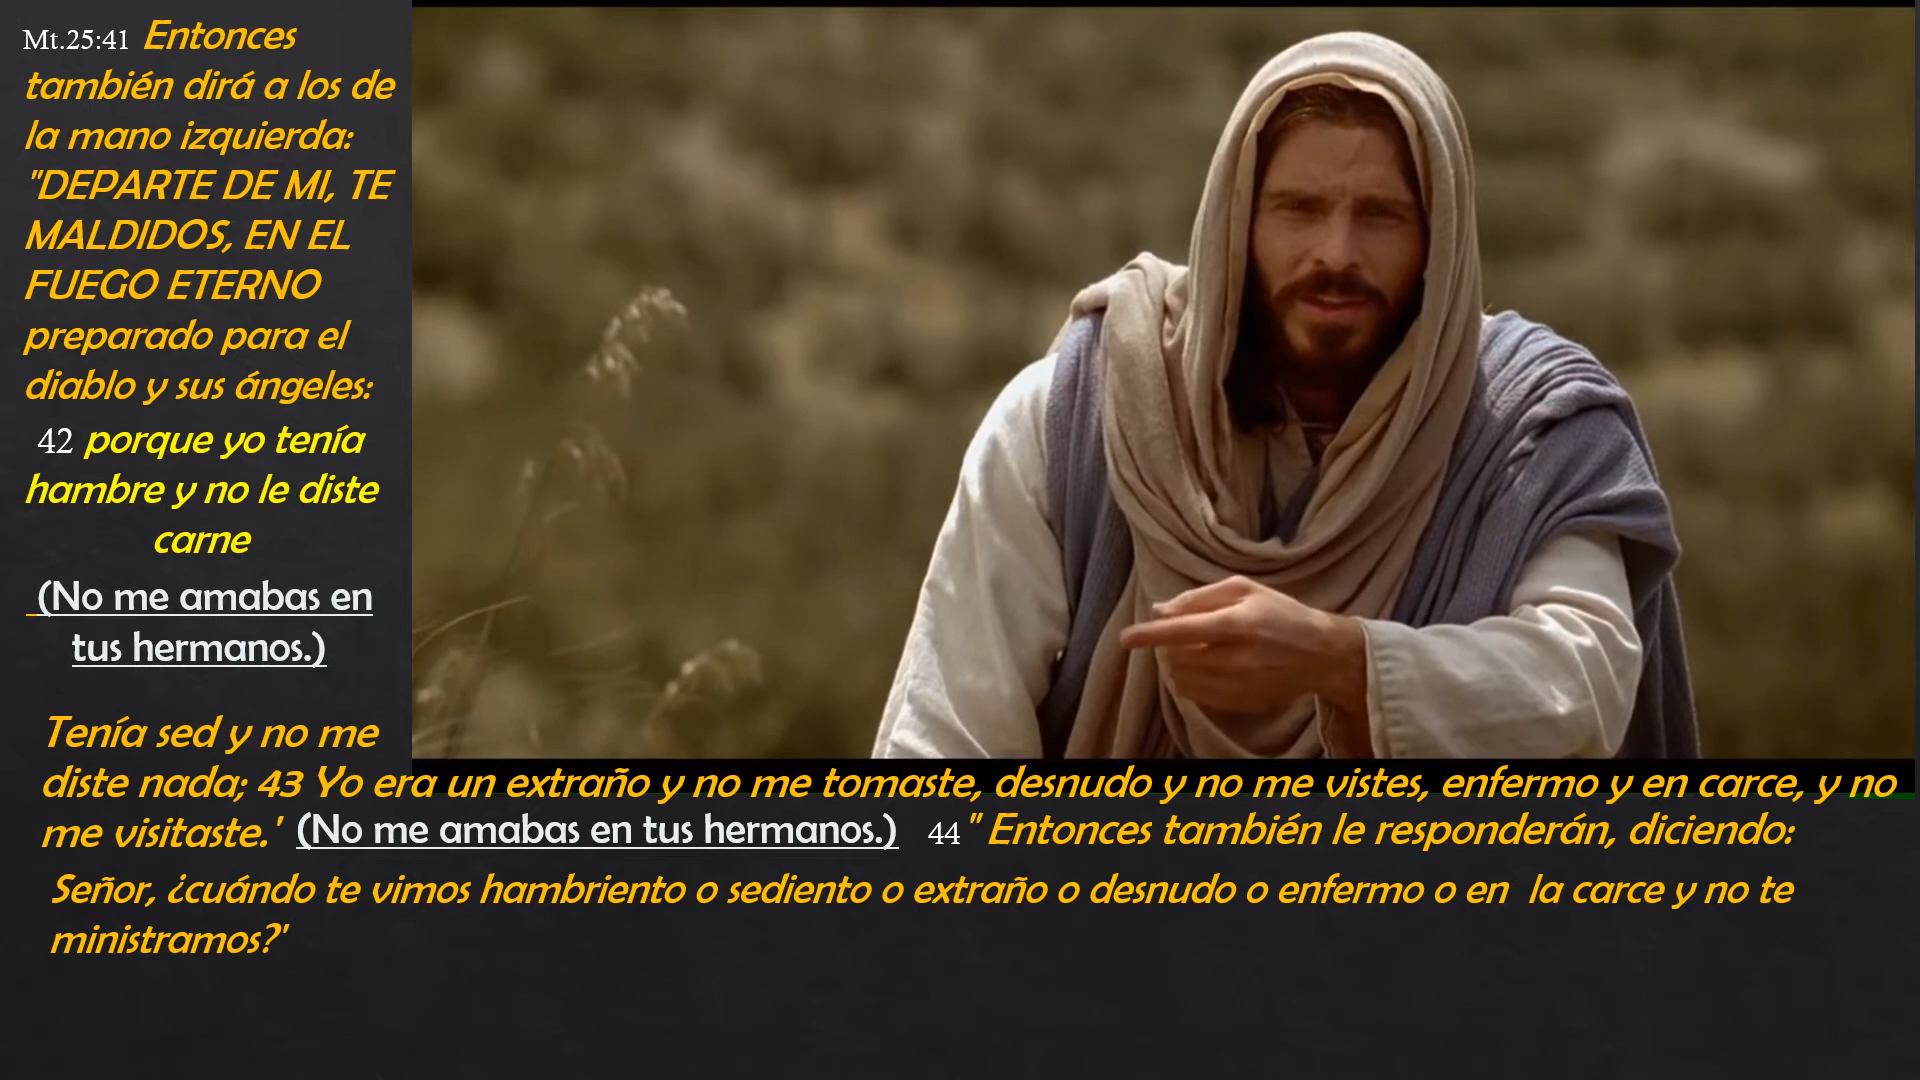 Mt.25:41 Entonces
también dirá a los de
la mano izquierda:
"DEPARTE DE MI, TE
MALDIDOS, EN EL
FUEGO ETERNO
preparado para el
diablo y sus ángeles:
42 porque yo tenía
hambre y no le diste
carne
(No me amabas en
tus hermanos.)
Tenía sed y no me
diste nada; 43 Yo era un extraño y no me tomaste, desnudo y no me vistes, enfermo y en carce, y no
me visitaste.' (No me amabas en tus hermanos.) 44 " Entonces también le responderán, diciendo:
Señor, ¿cuándo te vimos hambriento o sediento o extraño o desnudo o enfermo o en la carce y no te
ministramos?'